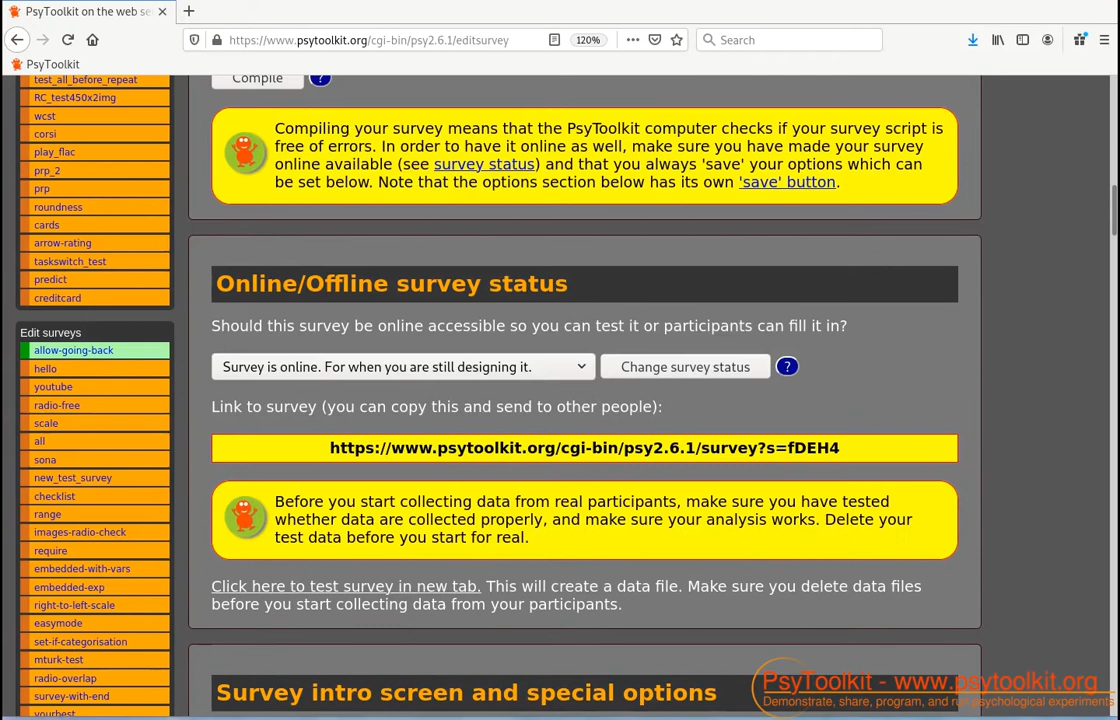 PsyToolkit on the web se
https://www.psytoolkit.org/cgi-bin/psy2.6.1/editsurvey
120%
Search
PsyToolkit
test_all_before_repeat
RC_test450x2img
wcst
corsi
play_flac
prp_2
prp
roundness
cards
arrow-rating
taskswitch_test
predict
creditcard
Edit surveys
allow-going-back
hello
youtube
radio-free
scale
all
sona
new_test_survey
checklist
range
images-radio-check
require
embedded-with-vars
embedded-exp
right-to-left-scale
easymode
set-if-categorisation
mturk-test
radio-overlap
survey-with-end
yourbest
Compile ?
Compiling your survey means that the PsyToolkit computer checks if your survey script is
free of errors. In order to have it online as well, make sure you have made your survey
online available (see survey status) and that you always 'save' your options which can
be set below. Note that the options section below has its own 'save' button.
Online/Offline survey status
Should this survey be online accessible so you can test it or participants can fill it in?
Survey is online. For when you are still designing it. Change survey status ?
Link to survey (you can copy this and send to other people):
https://www.psytoolkit.org/cgi-bin/psy2.6.1/survey?s=fDEH4
Before you start collecting data from real participants, make sure you have tested
whether data are collected properly, and make sure your analysis works. Delete your
test data before you start for real.
Click here to test survey in new tab. This will create a data file. Make sure you delete data files
before you start collecting data from your participants.
Survey intro screen and special options
PsyToolkit - www.psytoolkit.org
Demonstrate, share, program, and run psychological experiments